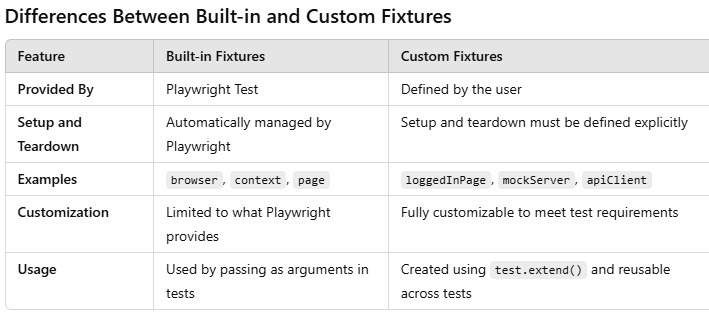 Differences Between Built-in and Custom Fixtures
Feature Built-in Fixtures Custom Fixtures
Provided By Playwright Test Defined by the user
Setup and Teardown Automatically managed by Playwright Setup and teardown must be defined explicitly
Examples browser, context, page loggedInPage, mockServer, apiClient
Customization Limited to what Playwright provides Fully customizable to meet test requirements
Usage Used by passing as arguments in tests Created using test.extend() and reusable across tests